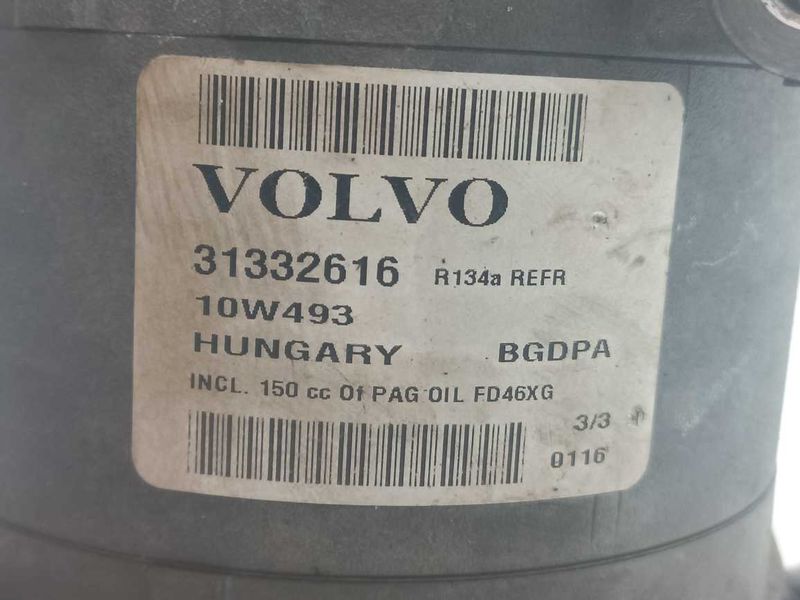 VOLVO
31332616 R134a REFR
10W493
HUNGARY BGDPA
INCL. 150 cc Of PAG OIL FD46XG
3/3
0116